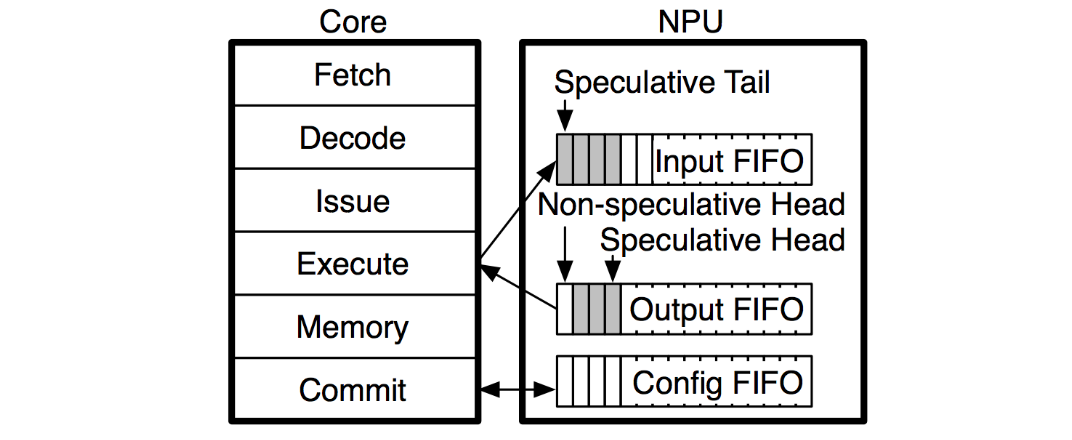 Core
Fetch
Decode
Issue
Execute
Memory
Commit
NPU
Speculative Tail
Input FIFO
Non-speculative Head
Speculative Head
Output FIFO
Config FIFO